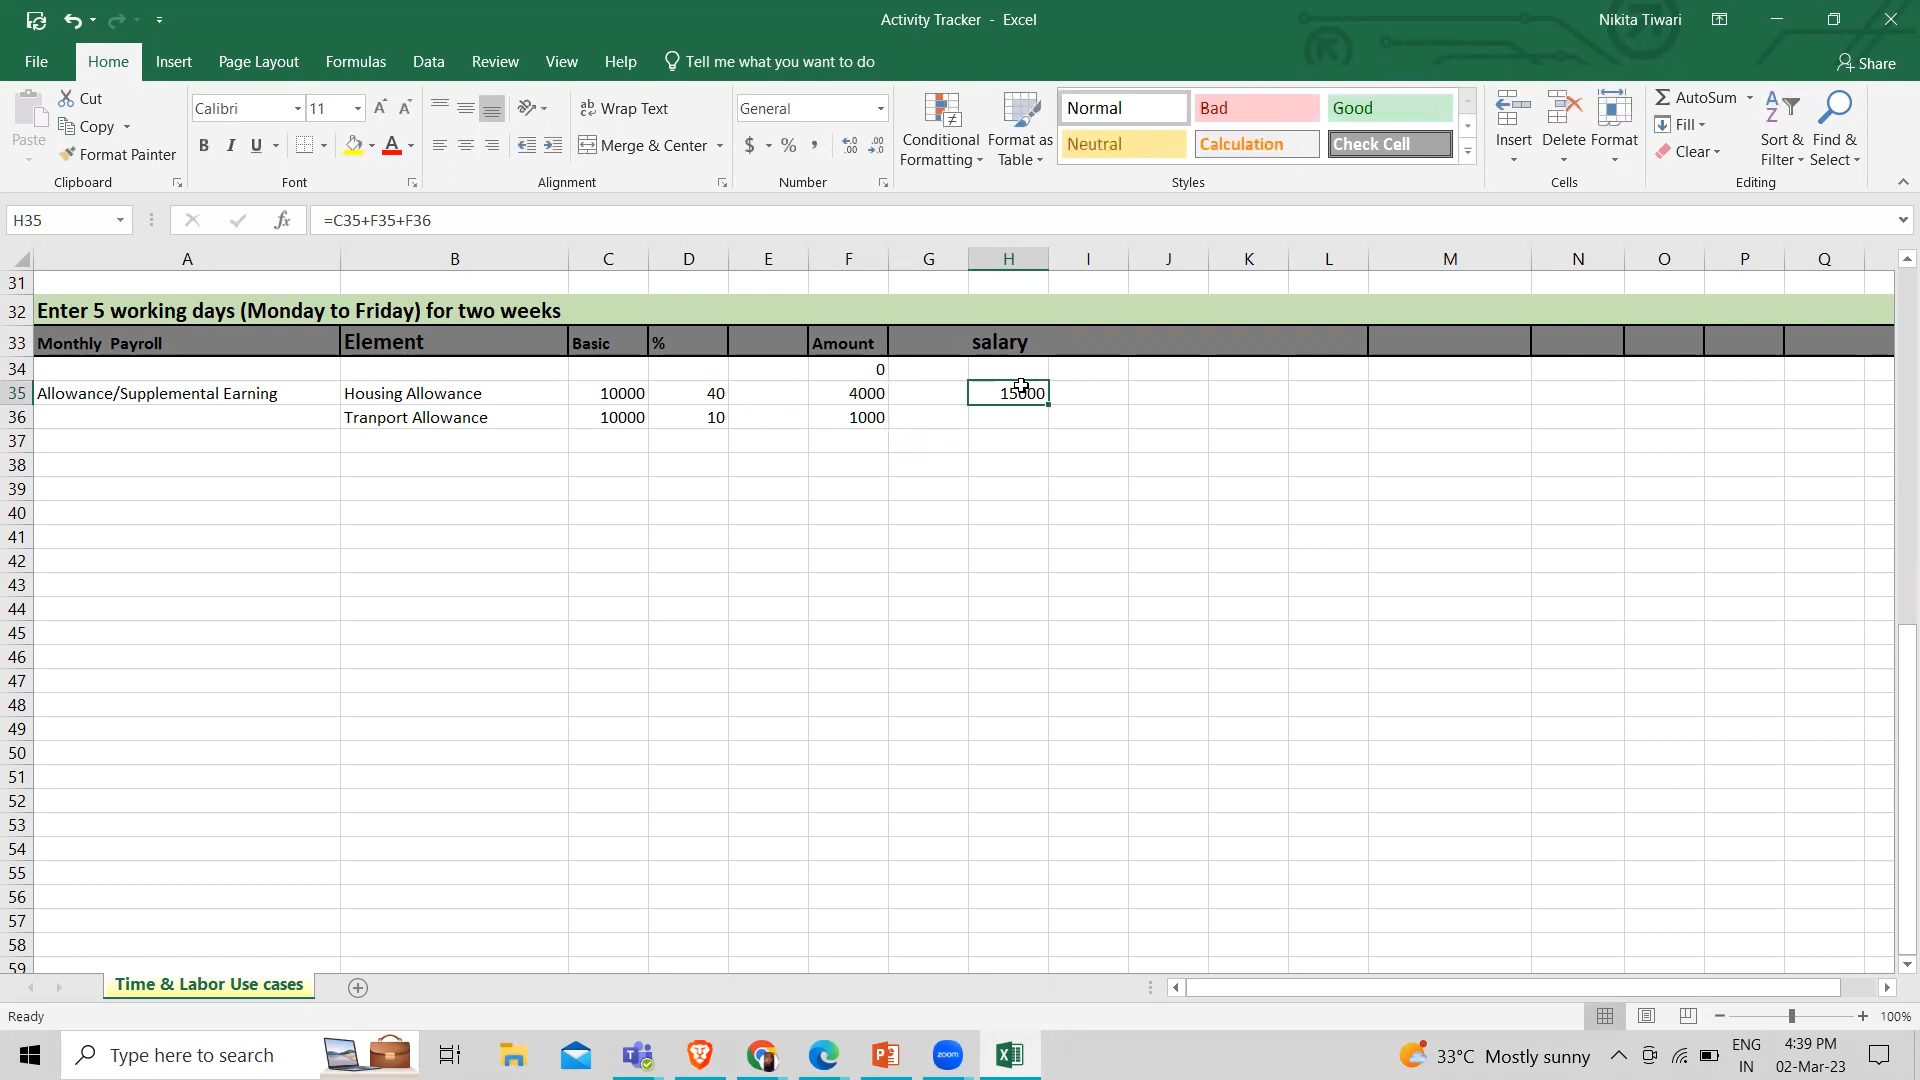 Activity Tracker - Excel
Nikita Tiwari
File
Home
Insert
Page Layout
Formulas
Data
Review
View
Help
Tell me what you want to do
Share
Paste
Cut
Copy
Format Painter
Clipboard
Calibri
11
B
I
U
A
Font
Wrap Text
Merge & Center
Alignment
General
$
%
,
Number
Conditional
Formatting
Format as
Table
Normal
Bad
Good
Neutral
Calculation
Check Cell
Styles
Insert
Delete
Format
Cells
AutoSum
Fill
Clear
Sort &
Filter
Find &
Select
Editing
H35
fx
=C35+F35+F36
A B C D E F G H I J K L M N O P Q
31
32 Enter 5 working days (Monday to Friday) for two weeks
33 Monthly Payroll Element Basic % Amount salary
34 0
35 Allowance/Supplemental Earning Housing Allowance 10000 40 4000 15000
36 Tranport Allowance 10000 10 1000
37
38
39
40
41
42
43
44
45
46
47
48
49
50
51
52
53
54
55
56
57
58
59
Time & Labor Use cases
Ready
100%
Type here to search
zoom
33°C Mostly sunny
ENG
IN
4:39 PM
02-Mar-23